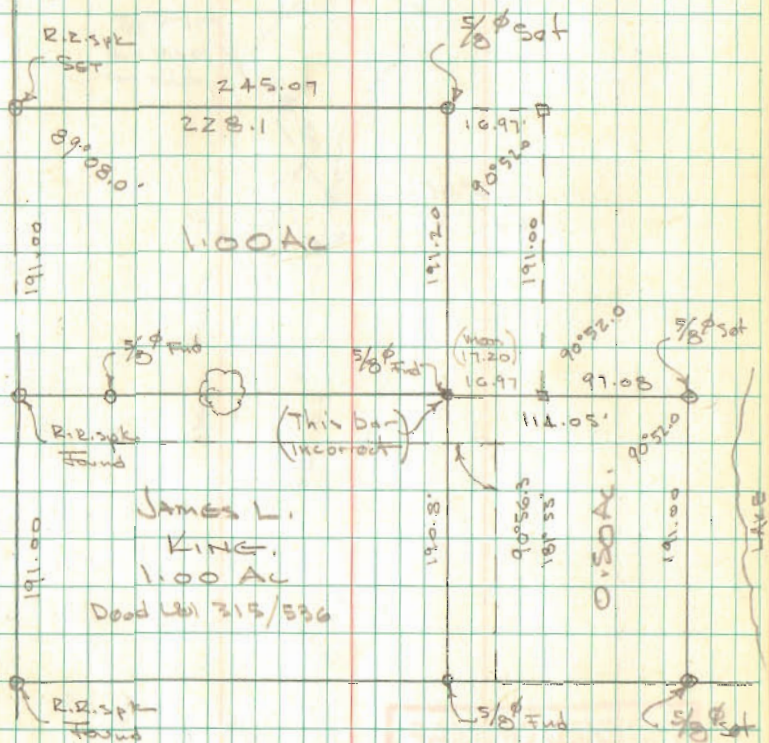 R.R. spk
Set
5/8 ⌀ Set
245.07
228.1
16.97'
89°08.0'
90°52.0
191.00
1.00 Ac
191.20
191.00
5/8 ⌀ Fnd
5/8 ⌀ Fnd
(meas
17.20)
16.97
90°52.0
5/8 ⌀ Set
97.08
114.05'
R.R. spk.
Found
(This bar
incorrect)
90°52.0
JAMES L.
KING.
1.00 Ac
315/536
191.00
190.8'
90°56.3
181°53'
0.50 Ac.
191.00
LAKE
R.R. spk
Found
5/8 ⌀ Fnd
5/8 ⌀ Set